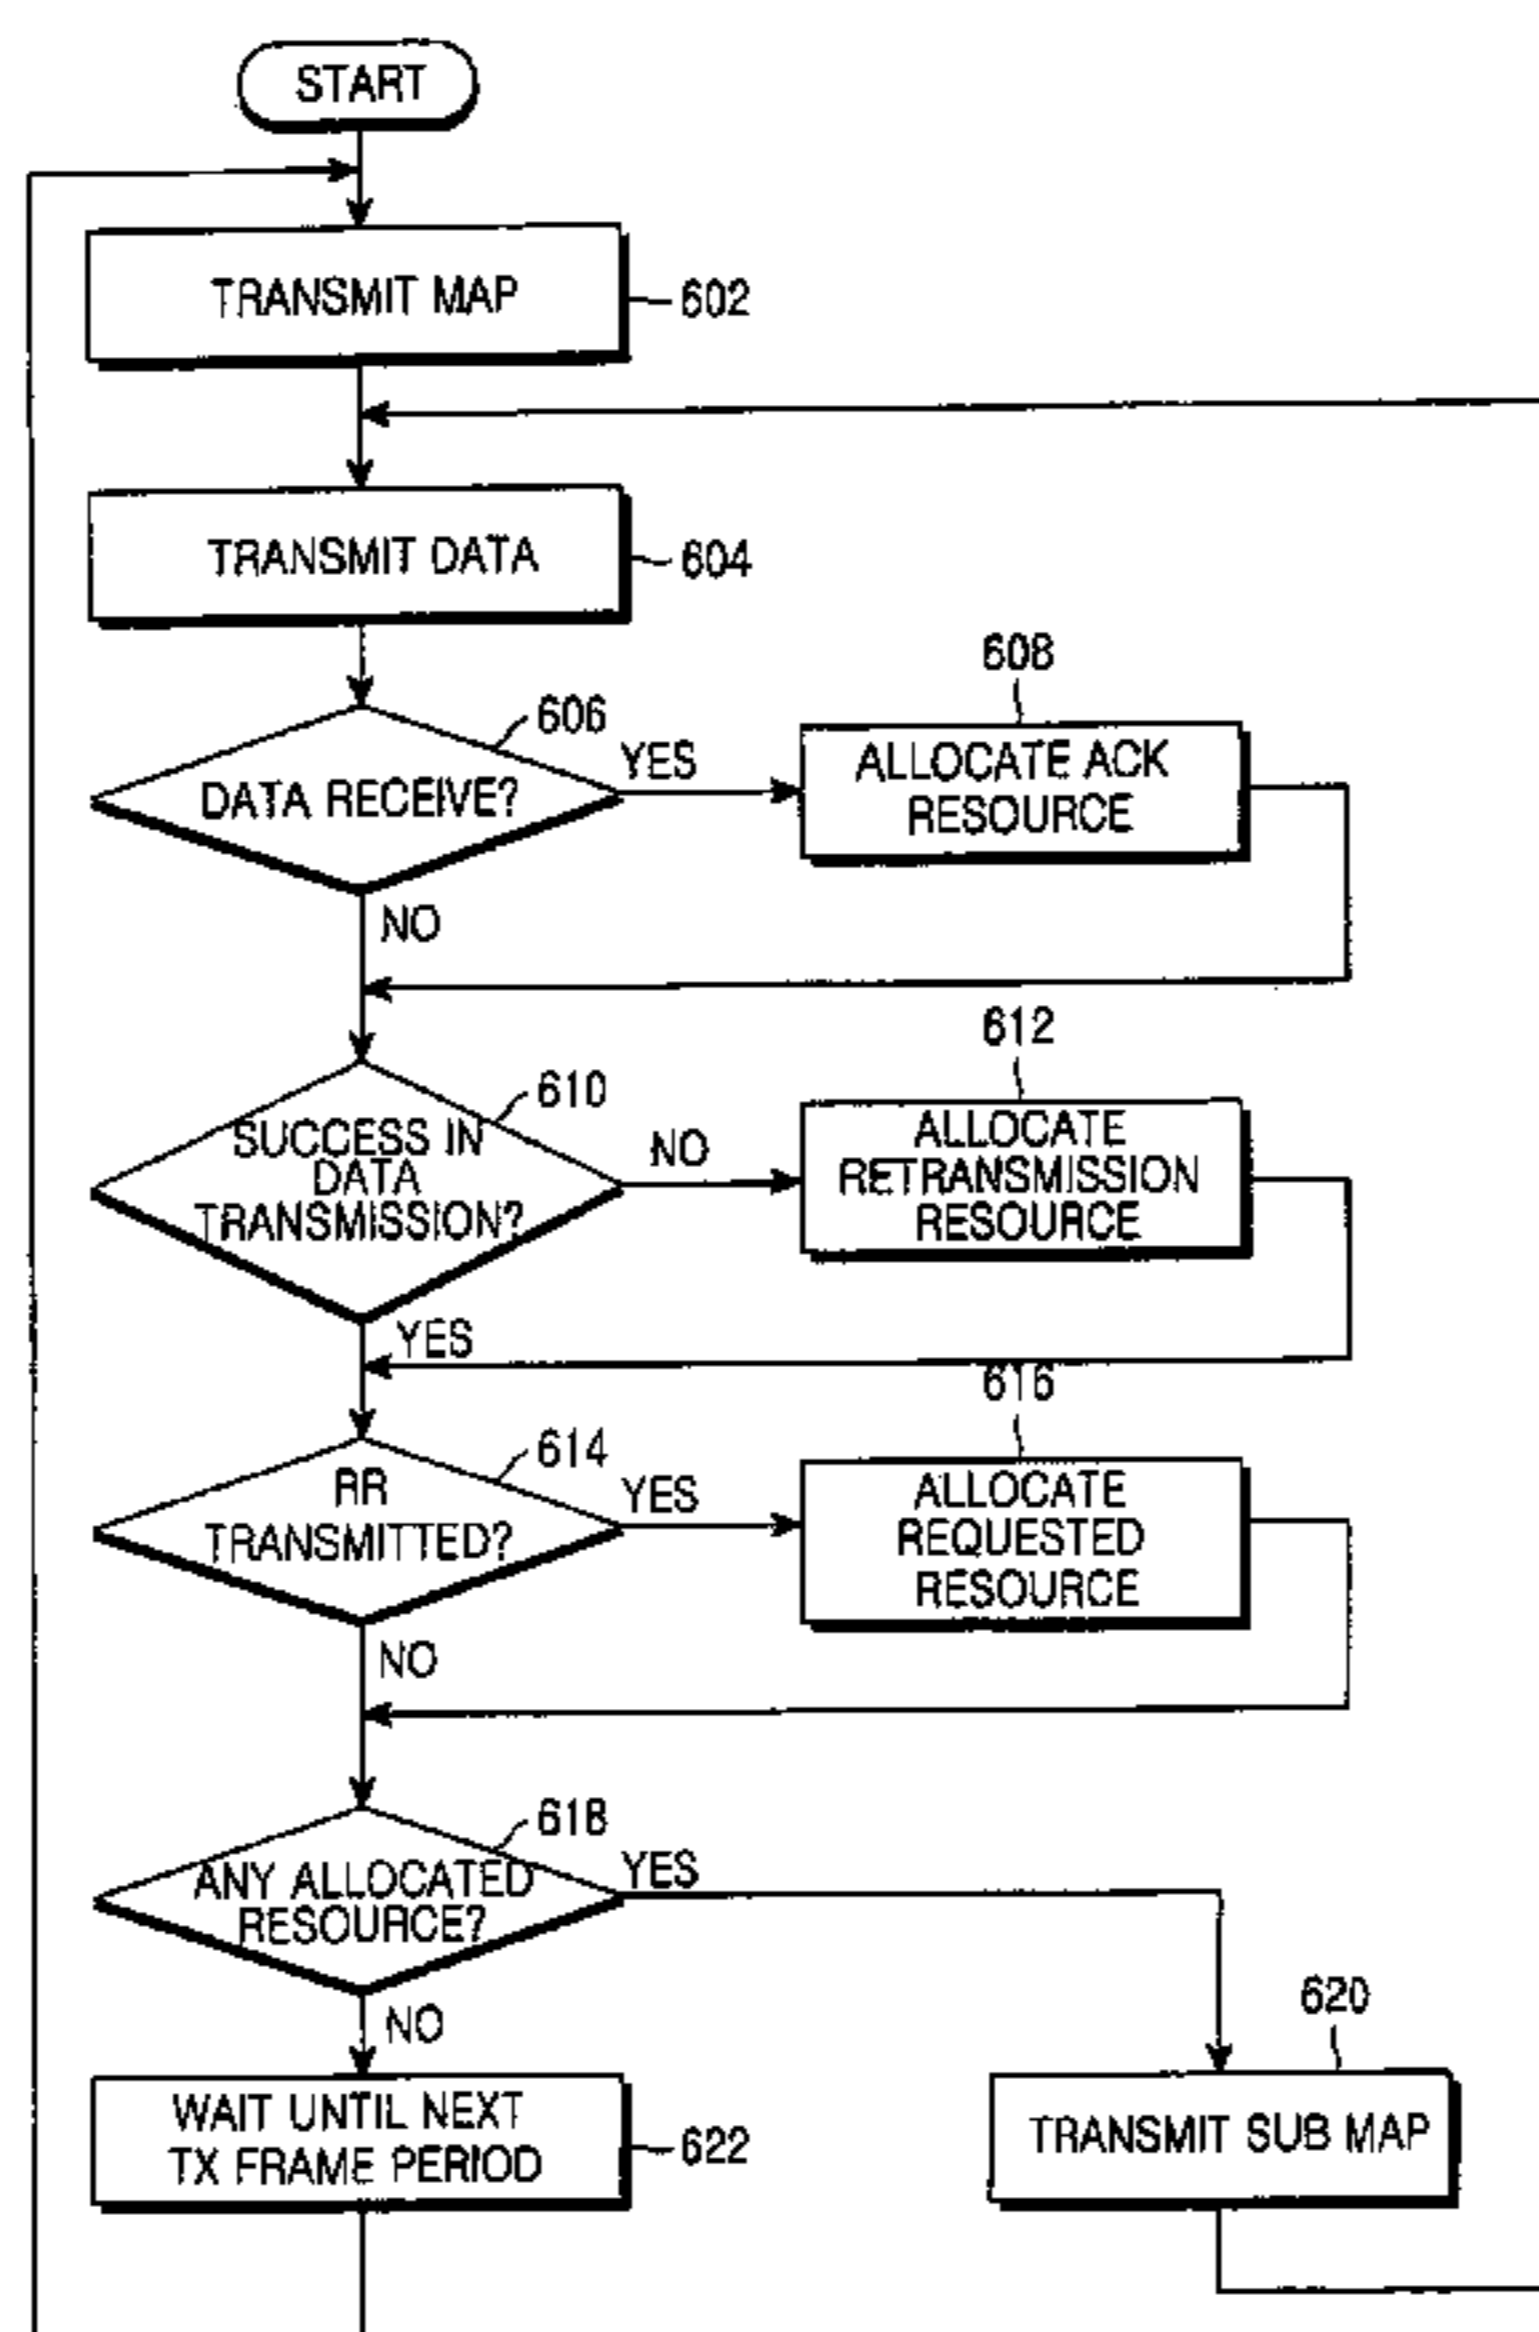 START
TRANSMIT MAP
602
TRANSMIT DATA
604
608
606
DATA RECEIVE?
YES
ALLOCATE ACK
RESOURCE
NO
612
610
SUCCESS IN
DATA
TRANSMISSION?
NO
ALLOCATE
RETRANSMISSION
RESOURCE
YES
616
614
RR
TRANSMITTED?
YES
ALLOCATE
REQUESTED
RESOURCE
NO
618
ANY ALLOCATED
RESOURCE?
YES
NO
620
WAIT UNTIL NEXT
TX FRAME PERIOD
622
TRANSMIT SUB MAP